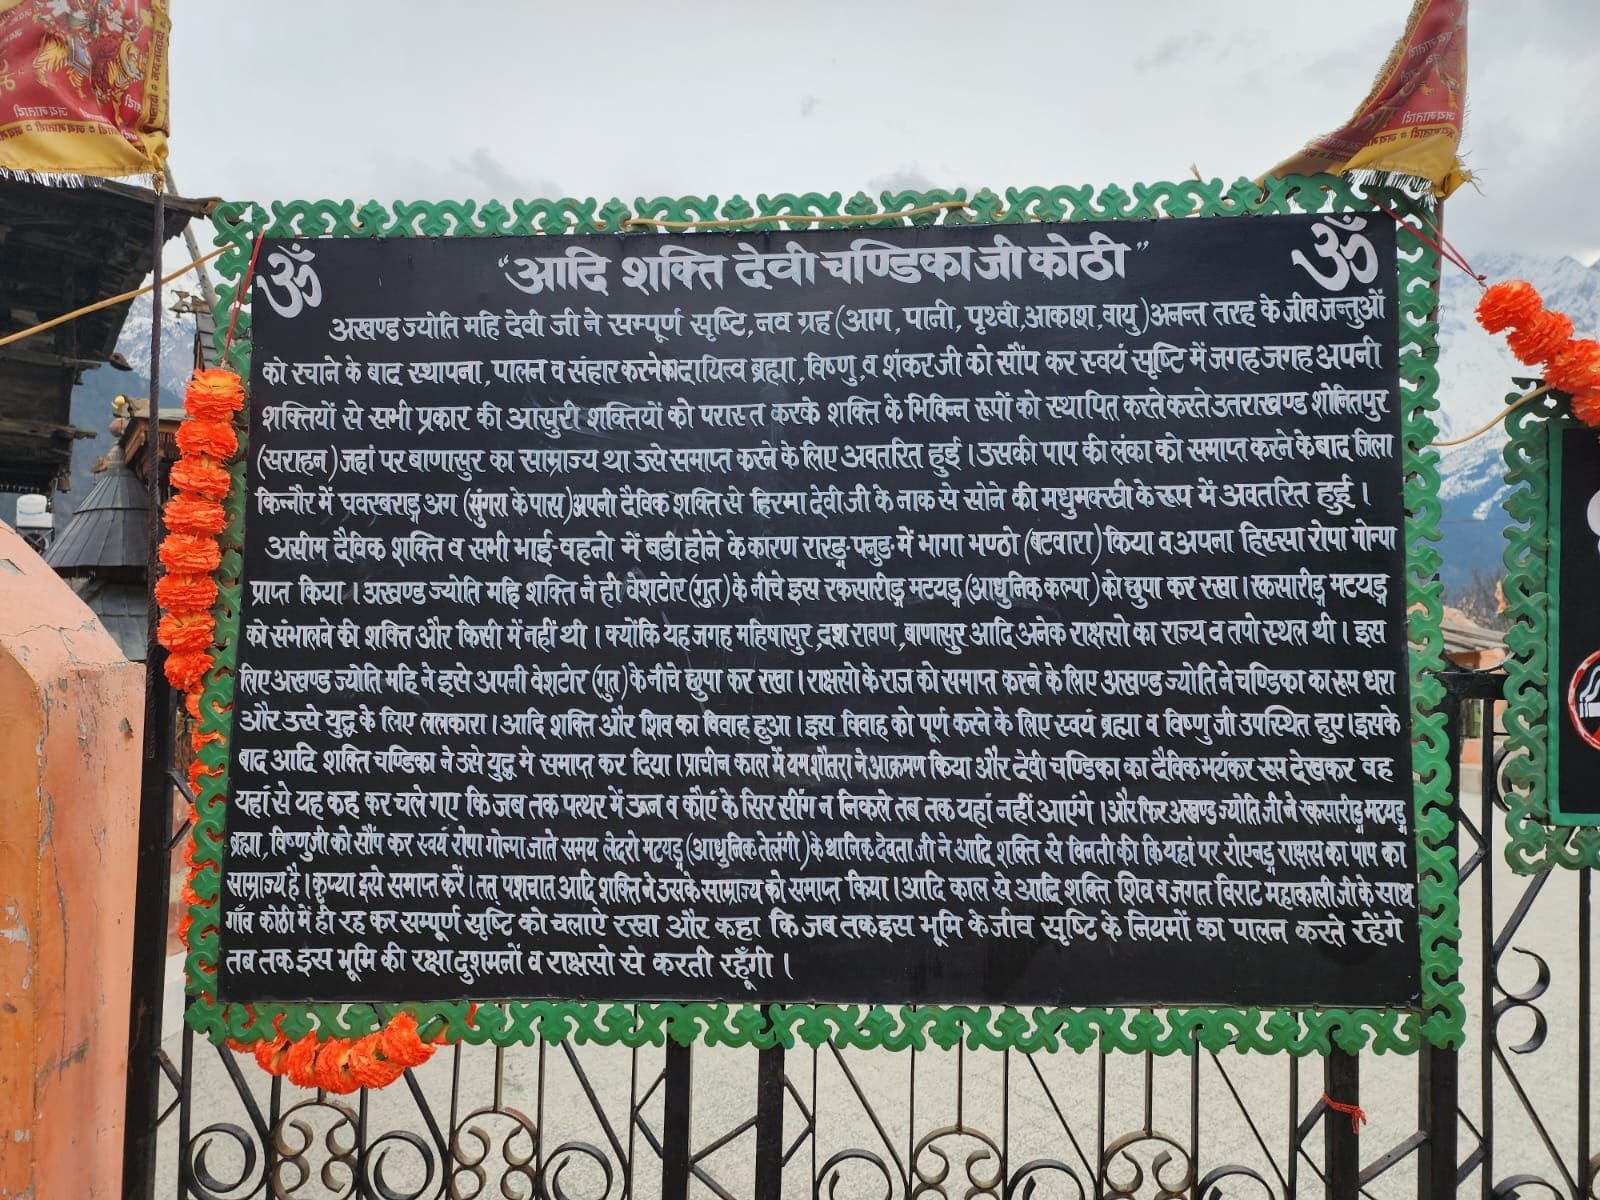 ॐ "आदि शक्ति देवी चण्डिका जी कोठी" ॐ
अखण्ड ज्योति महि देवी जी ने सम्पूर्ण सृष्टि, नव ग्रह (आग, पानी, पृथ्वी, आकाश, वायु) अनन्त तरह के जीव जन्तुओं
को रचाने के बाद स्थापना, पालन व संहार करने का दायित्व ब्रह्मा, विष्णु, व शंकर जी को सौंप कर स्वयं सृष्टि में जगह जगह अपनी
शक्तियों से सभी प्रकार की आसुरी शक्तियों को परास्त करके शक्ति के भिविन्न रूपों को स्थापित करते करते उतराखण्ड शोलितपुर
(सराहन) जहां पर बाणासुर का साम्राज्य था उसे समाप्त करने के लिए अवतरित हुई। उसकी पाप की लंका को समाप्त करने के बाद जिला
किन्नौर में घवरबराङ्ग अग (सुंगरा के पास) अपनी दैविक शक्ति से हिरमा देवी जी के नाक से सोने की मधुमक्खी के रूप में अवतरित हुई।
असीम दैविक शक्ति व सभी भाई-वहनो में बडी होने के कारण रारङ्ग-पनुङ-में भागा भण्ठो (बटवारा) किया व अपना हिस्सा रोपा गोन्पा
प्राप्त किया। अखण्ड ज्योति महि शक्ति ने ही वेशटोर (गुत) के नीचे इस रकसारीङ्ग मटयङ्ग (आधुनिक कल्पा) को छुपा कर रखा। रकसारीङ्ग मटयङ्ग
को संभालने की शक्ति और किसी में नहीं थी। क्योंकि यह जगह महिषासुर, दश रावण, बाणासुर आदि अनेक राक्षसो का राज्य व तपो स्थल थी। इस
लिए अखण्ड ज्योति महि ने इसे अपनी वेशटोर (गुत) के नीचे छुपा कर रखा। राक्षसो के राज को समाप्त करने के लिए अखण्ड ज्योति ने चण्डिका का रूप धरा
और उसे युद्ध के लिए ललकारा। आदि शक्ति और शिव का विवाह हुआ। इस विवाह को पूर्ण करने के लिए स्वयं ब्रह्मा व विष्णु जी उपस्थित हुए। इसके
बाद आदि शक्ति चण्डिका ने उसे युद्ध मे समाप्त कर दिया। प्राचीन काल में यमशौतरा ने आक्रमण किया और देवी चण्डिका का दैविक भयंकर रूप देखकर वह
यहां से यह कह कर चले गए कि जब तक पत्थर में ऊन व कौएं के सिर सींग न निकले तब तक यहां नहीं आएंगे। और फिर अखण्ड ज्योति जी ने रकसारीङ्ग मटयङ्ग
ब्रह्मा, विष्णुजी को सौंप कर स्वयं रोपा गोन्पा जाते समय लेदरो मटयङ्ग (आधुनिक तेलंगी) के थानिक देवता जी ने आदि शक्ति से विनती की कि यहां पर रोएनङ्ग राक्षस का पाप का
साम्राज्य है। कृप्या इसे समाप्त करें। तत् पशचात आदि शक्ति ने उसके साम्राज्य को समाप्त किया। आदि काल से आदि शक्ति शिव व जगत विराट महाकाली जी के साथ
गाँव कोठी में ही रह कर सम्पूर्ण सृष्टि को चलाऐ रखा और कहा कि जब तक इस भूमि के जीव सृष्टि के नियमों का पालन करते रहेंगे
तब तक इस भूमि की रक्षा दुशमनों व राक्षसो से करती रहूँगी।